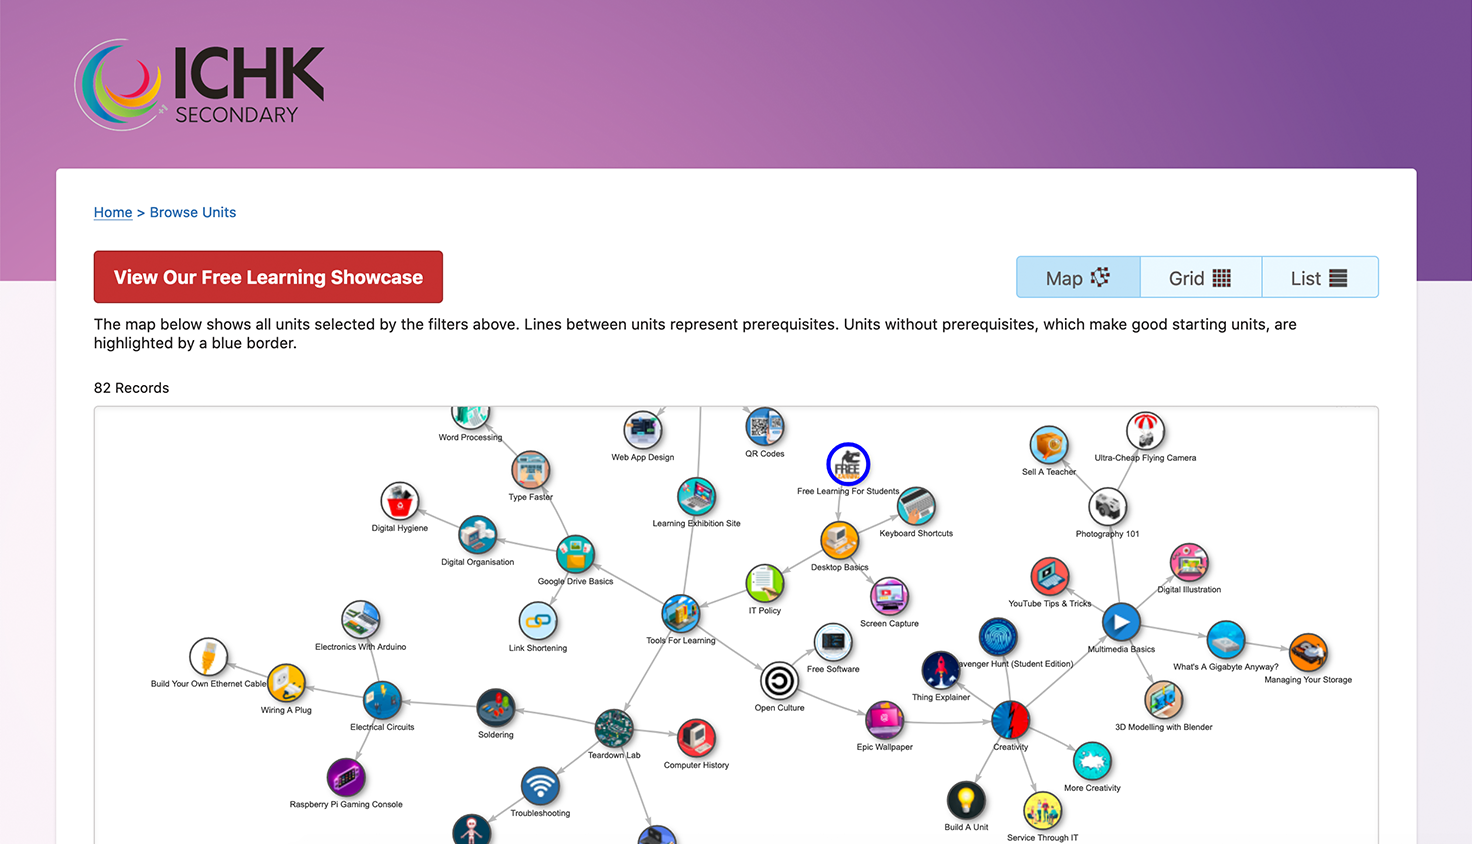 ICHK
SECONDARY
Home > Browse Units
View Our Free Learning Showcase
Map
Grid
List
The map below shows all units selected by the filters above. Lines between units represent prerequisites. Units without prerequisites, which make good starting units, are
highlighted by a blue border.
82 Records
Word Processing
Web App Design
QR Codes
Sell A Teacher
Ultra-Cheap Flying Camera
Type Faster
FREE
Free Learning For Students
Digital Hygiene
Learning Exhibition Site
Keyboard Shortcuts
Photography 101
Digital Organisation
Google Drive Basics
Desktop Basics
Digital Illustration
YouTube Tips & Tricks
IT Policy
Screen Capture
Electronics With Arduino
Link Shortening
Tools For Learning
Free Software
avenger Hunt (Student Edition)
Multimedia Basics
What's A Gigabyte Anyway?
Managing Your Storage
Build Your Own Ethernet Cable
Wiring A Plug
Thing Explainer
Open Culture
Electrical Circuits
Soldering
3D Modelling with Blender
Epic Wallpaper
Creativity
Teardown Lab
Computer History
More Creativity
Raspberry Pi Gaming Console
Troubleshooting
Build A Unit
Service Through IT